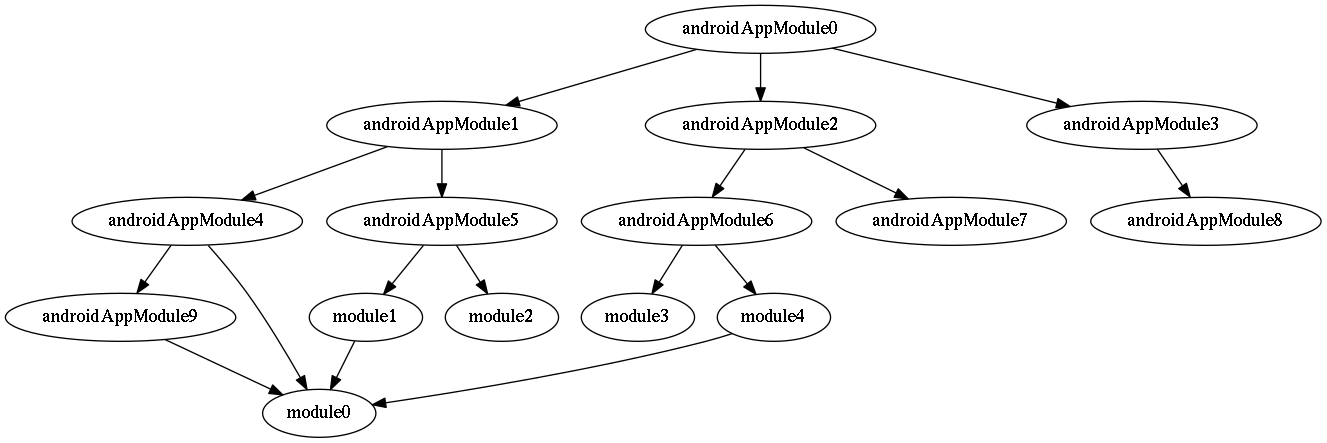 androidAppModule0
androidAppModule1
androidAppModule2
androidAppModule3
androidAppModule4
androidAppModule5
androidAppModule6
androidAppModule7
androidAppModule8
androidAppModule9
module1
module2
module3
module4
module0